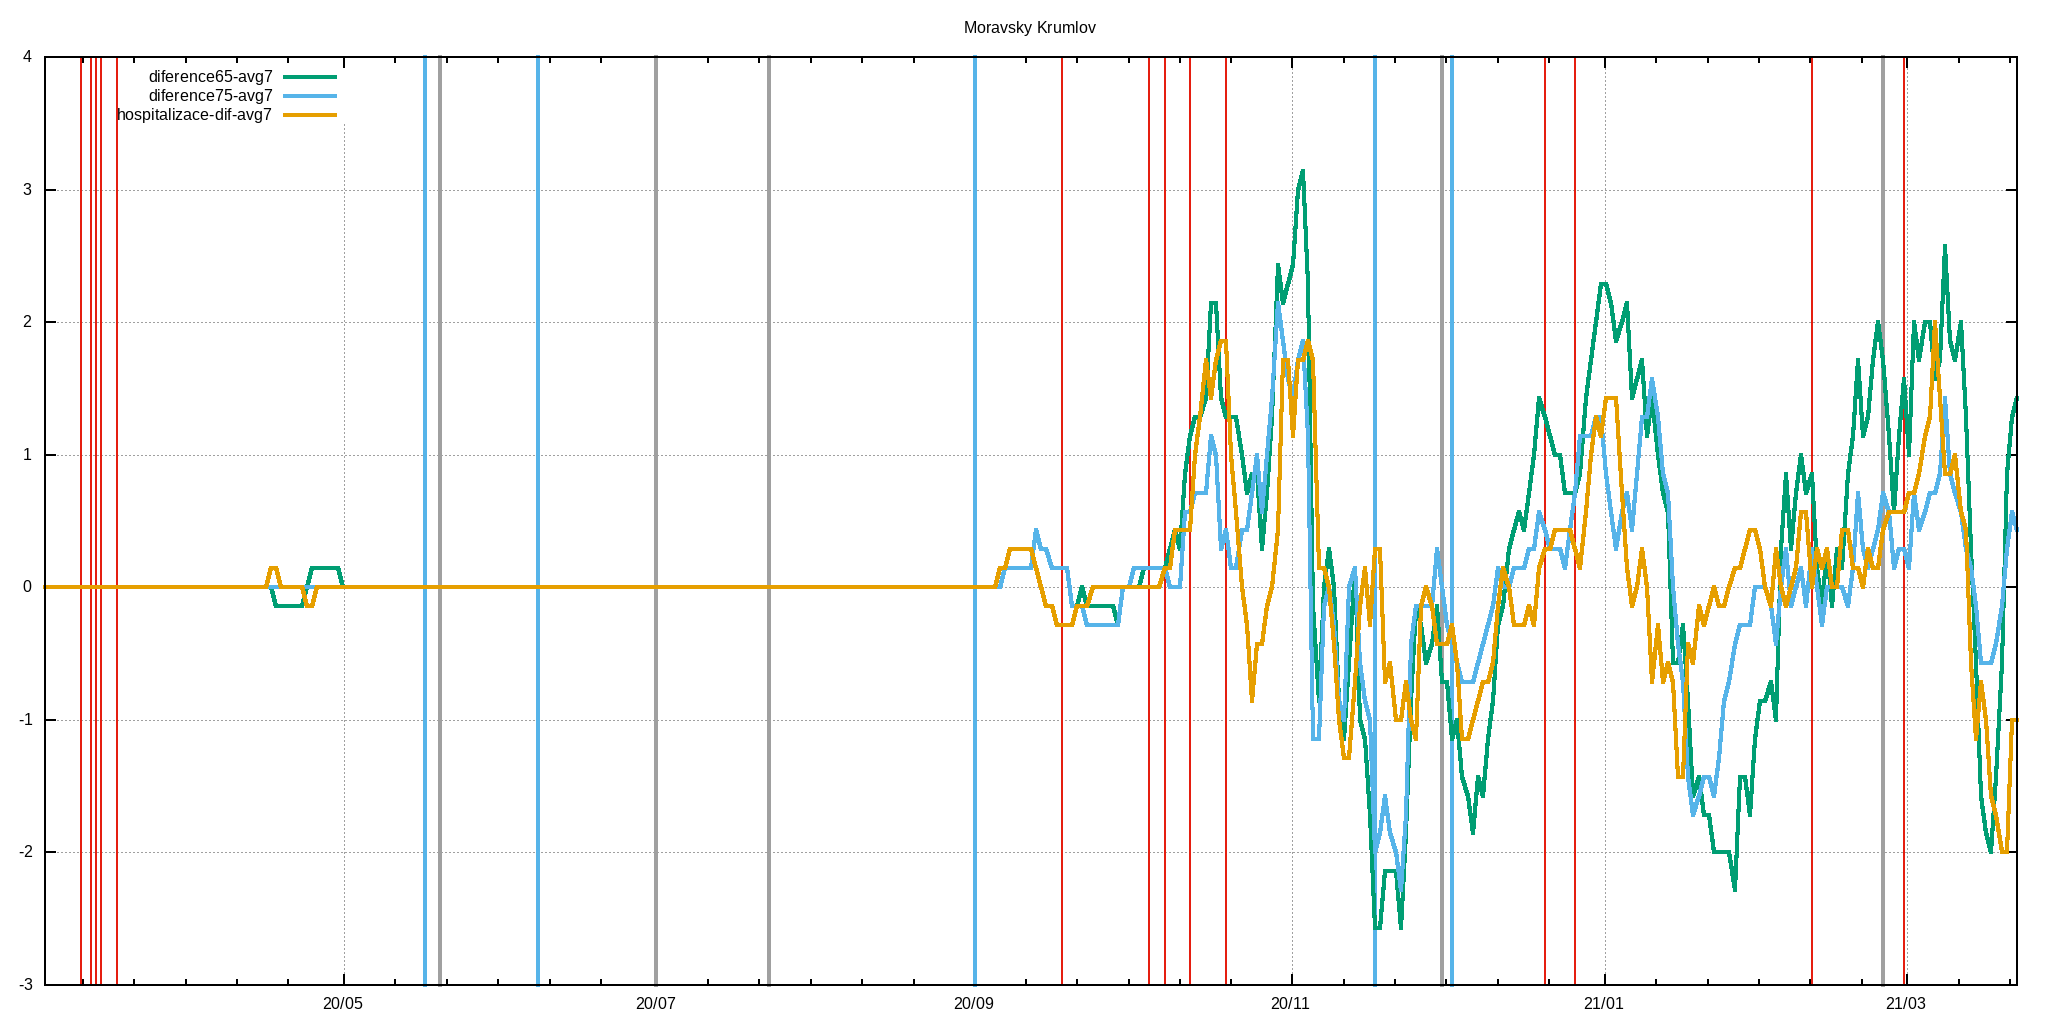 Moravsky Krumlov
4
diference65-avg7
diference75-avg7
hospitalizace-dif-avg7
3
2
1
0
-1
-2
-3
20/05 20/07 20/09 20/11 21/01 21/03